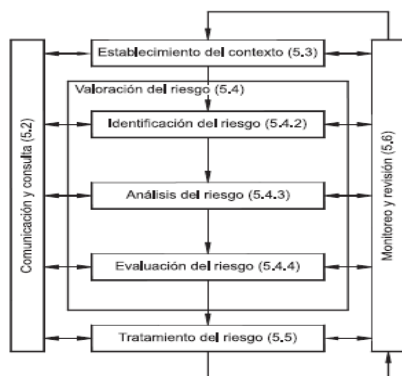 Establecimiento del contexto (5.3)
Valoración del riesgo (5.4)
Identificación del riesgo (5.4.2)
Análisis del riesgo (5.4.3)
Evaluación del riesgo (5.4.4)
Tratamiento del riesgo (5.5)
Comunicación y consulta (5.2)
Monitoreo y revisión (5.6)